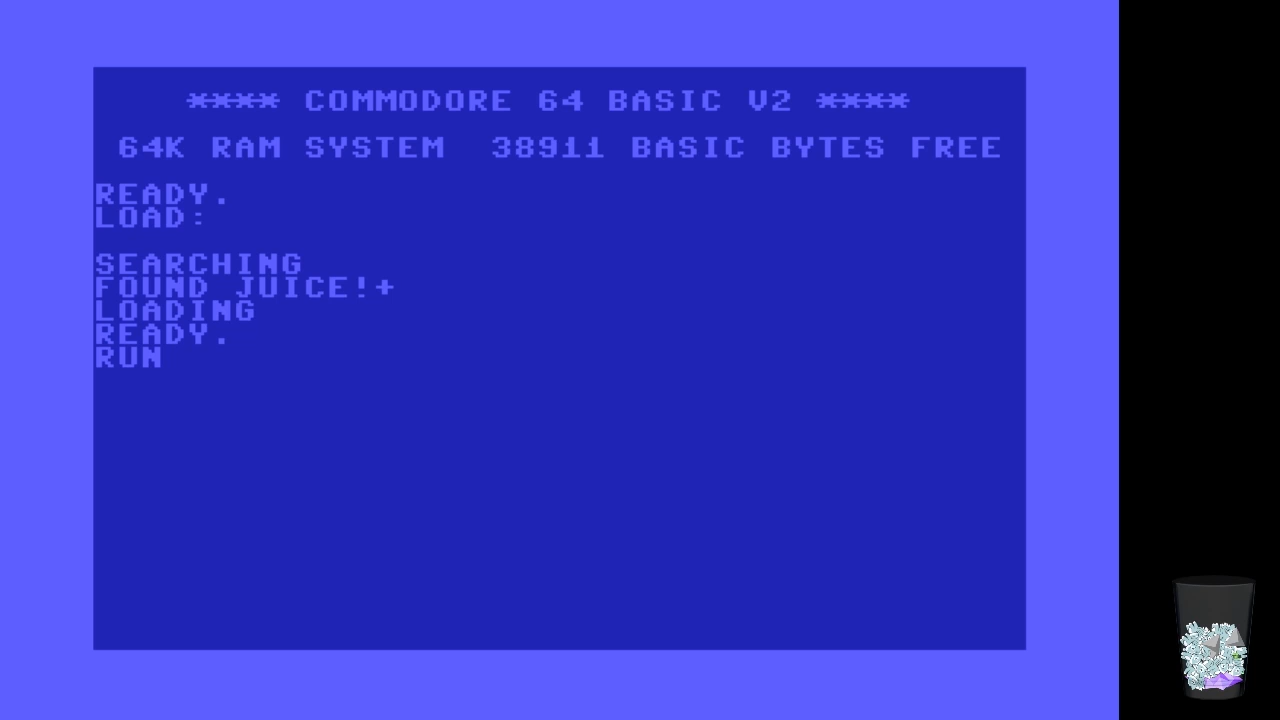 **** COMMODORE 64 BASIC V2 ****
64K RAM SYSTEM  38911 BASIC BYTES FREE
READY.
LOAD:
SEARCHING
FOUND JUICE!+
LOADING
READY.
RUN